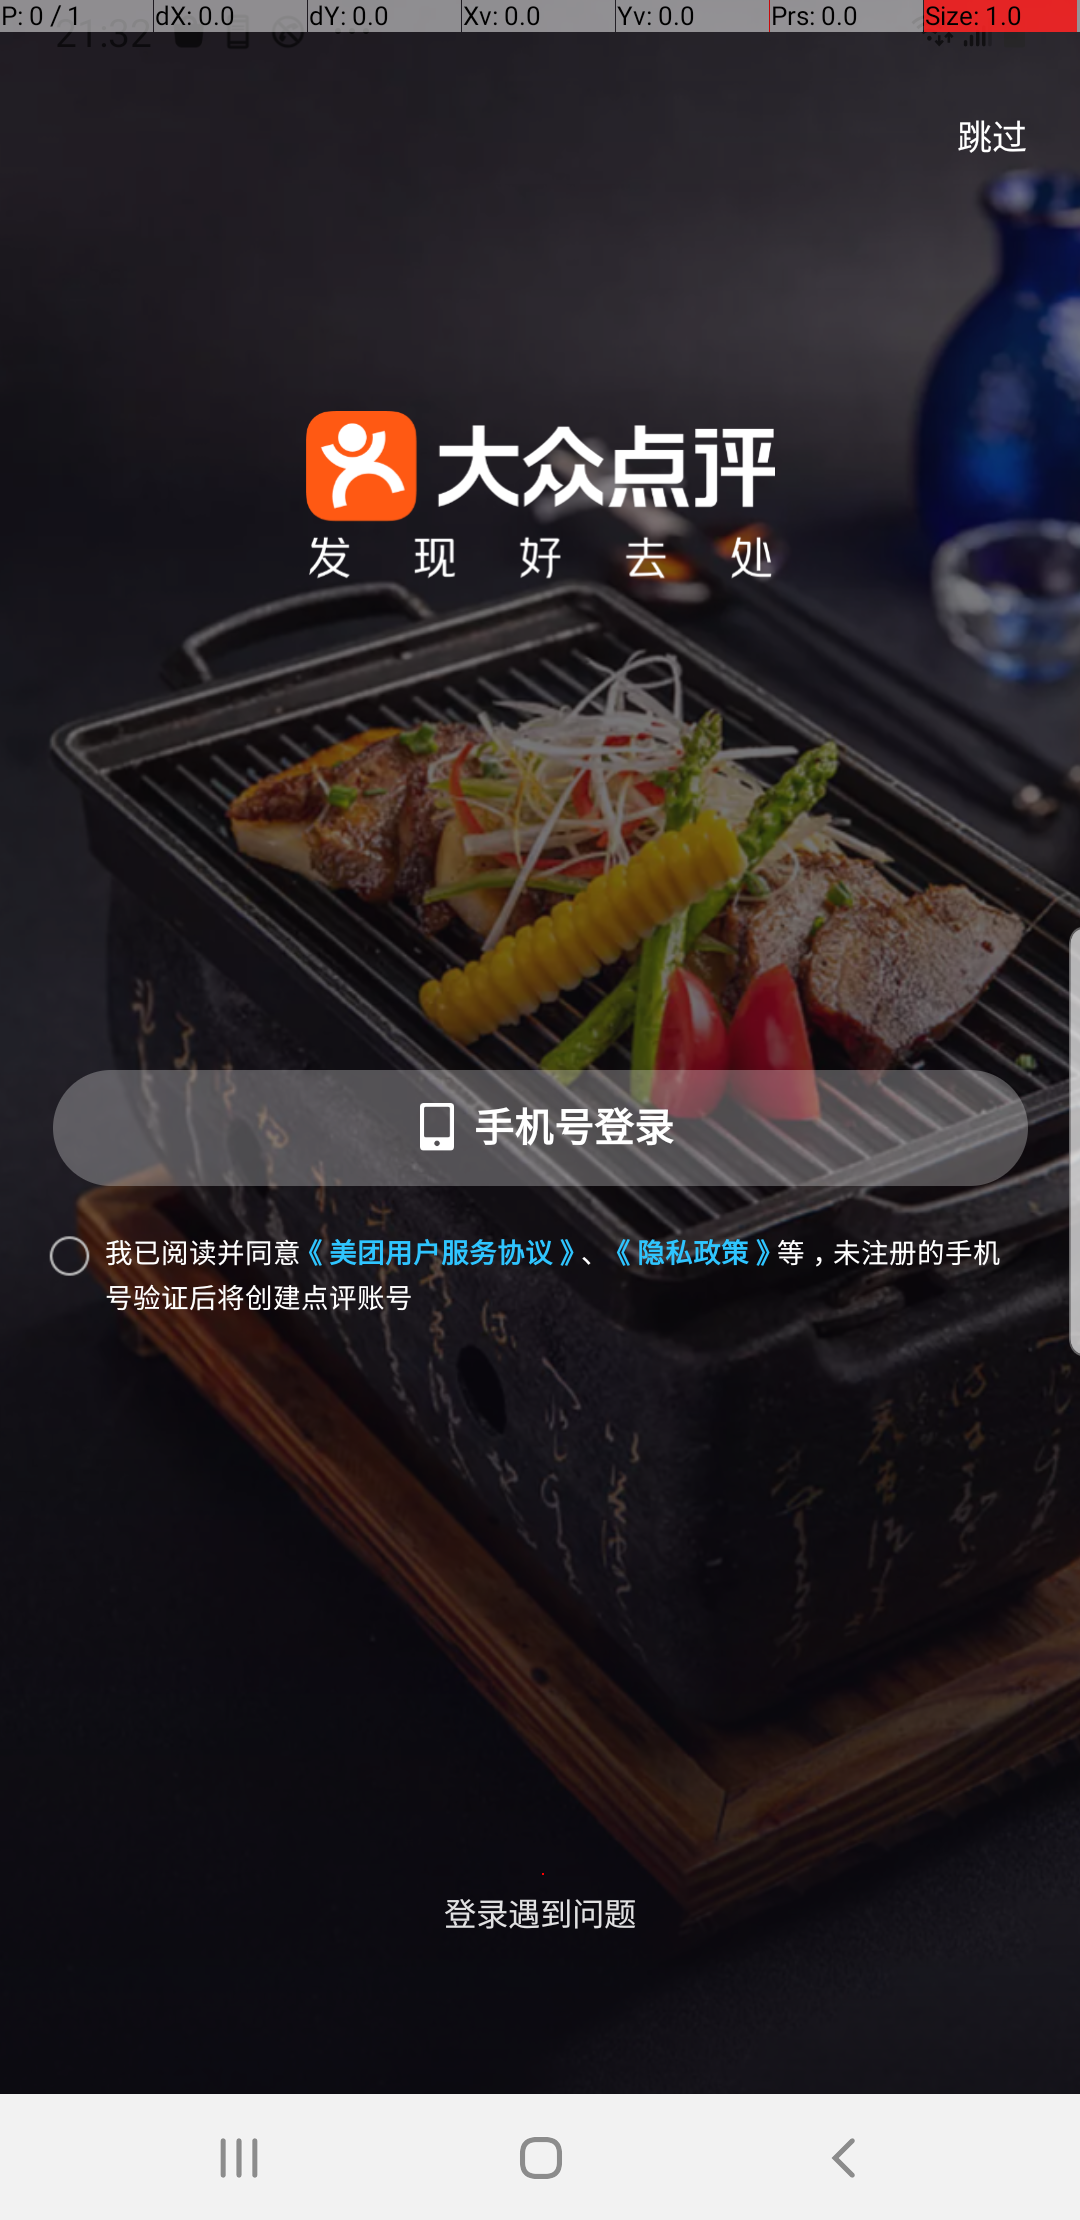 P: 0 / 1 dX: 0.0 dY: 0.0 Xv: 0.0 Yv: 0.0 Prs: 0.0 Size: 1.0
21:32
跳过
大众点评
发现好去处
手机号登录
我已阅读并同意《美团用户服务协议》、《隐私政策》等，未注册的手机
号验证后将创建点评账号
登录遇到问题